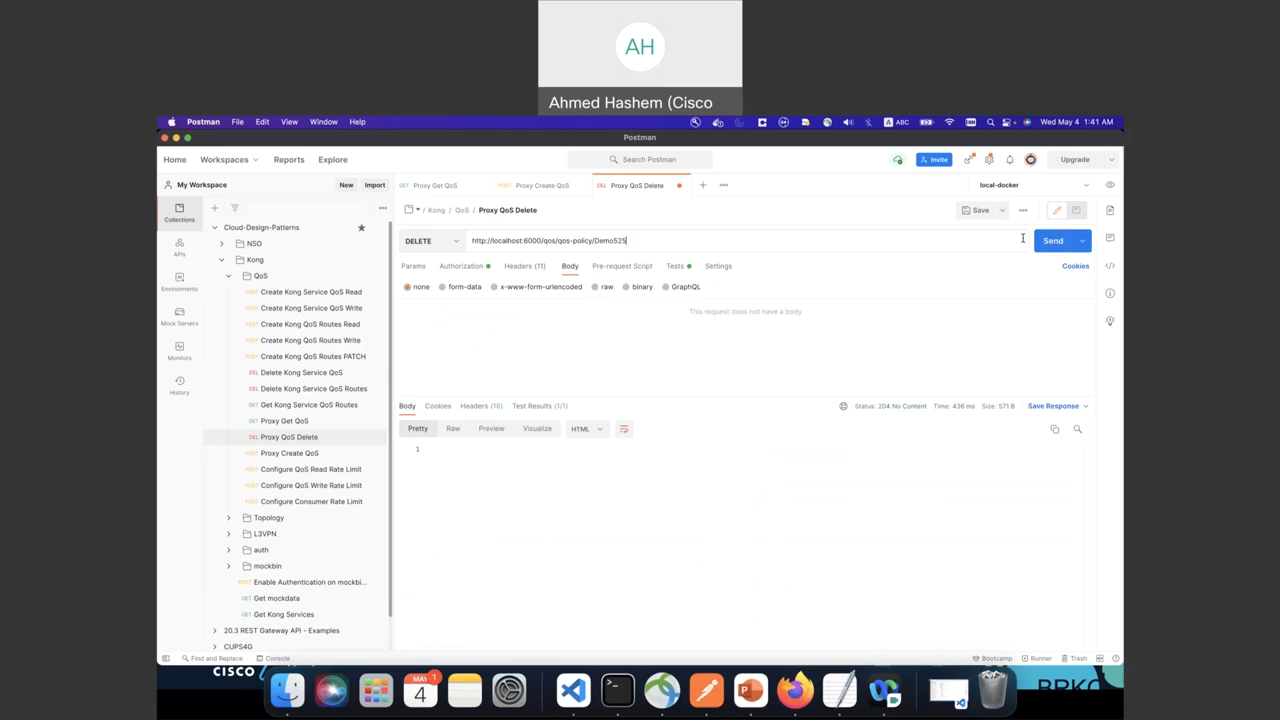 AH
Ahmed Hashem (Cisco
Postman File Edit View Window Help ABC Wed May 4 1:41 AM
Postman
Home Workspaces Reports Explore Search Postman Invite Upgrade
My Workspace New Import
DEL Proxy Get QoS POST Proxy Create QoS DEL Proxy QoS Delete local-docker
Collections
APIs
Environments
Mock Servers
Monitors
History
Cloud-Design-Patterns
NSO
Kong
QoS
POST Create Kong Service QoS Read
POST Create Kong Service QoS Write
POST Create Kong QoS Routes Read
POST Create Kong QoS Routes Write
POST Create Kong QoS Routes PATCH
DEL Delete Kong Service QoS
DEL Delete Kong Service QoS Routes
GET Get Kong Service QoS Routes
GET Proxy Get QoS
DEL Proxy QoS Delete
POST Proxy Create QoS
POST Configure QoS Read Rate Limit
POST Configure QoS Write Rate Limit
POST Configure Consumer Rate Limit
Topology
L3VPN
auth
mockbin
POST Enable Authentication on mockbi...
GET Get mockdata
GET Get Kong Services
20.3 REST Gateway API - Examples
CUPS4G
/ Kong / QoS / Proxy QoS Delete Save
DELETE http://localhost:6000/qos/qos-policy/Demo52S Send
Params Authorization Headers (11) Body Pre-request Script Tests Settings Cookies
none form-data x-www-form-urlencoded raw binary GraphQL
This request does not have a body
Body Cookies Headers (18) Test Results (1/1) Status: 204 No Content Time: 436 ms Size: 571 B Save Response
Pretty Raw Preview Visualize HTML
1
Find and Replace Console Bootcamp Runner Trash
CISCO
MAY
4
1